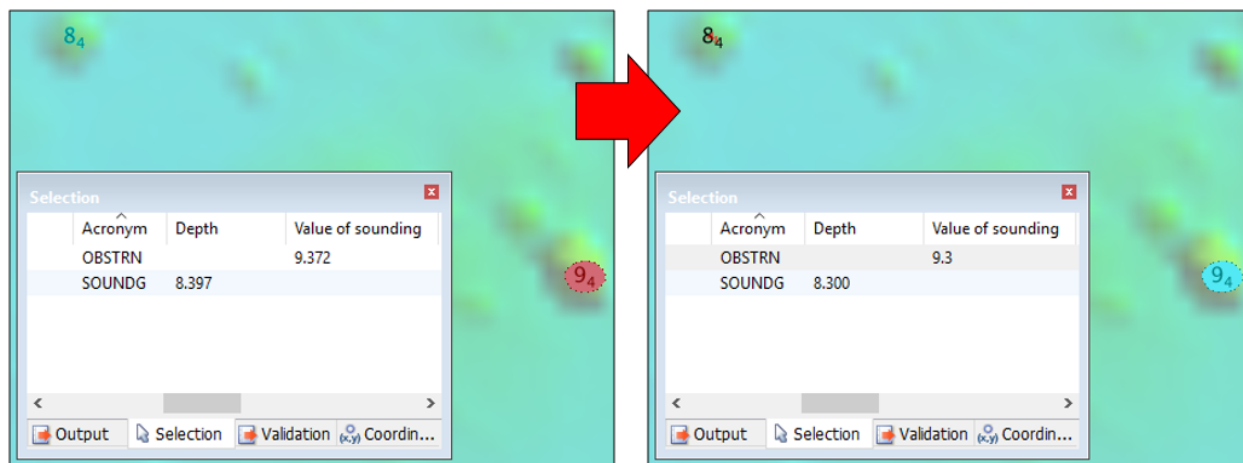 8₄
9₄
Selection
Acronym Depth Value of sounding
OBSTRN 9.372
SOUNDG 8.397
Output Selection Validation (x,y) Coordin...
8₄
9₄
Selection
Acronym Depth Value of sounding
OBSTRN 9.3
SOUNDG 8.300
Output Selection Validation (x,y) Coordin...